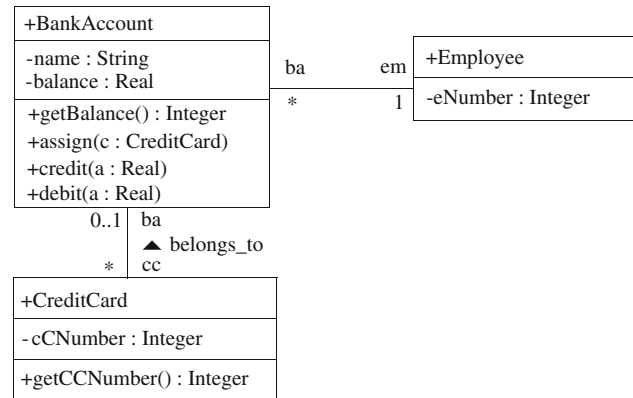 +BankAccount
-name : String
-balance : Real
+getBalance() : Integer
+assign(c : CreditCard)
+credit(a : Real)
+debit(a : Real)
ba em
* 1
+Employee
-eNumber : Integer
0..1 ba
▲ belongs_to
* cc
+CreditCard
-cCNumber : Integer
+getCCNumber() : Integer